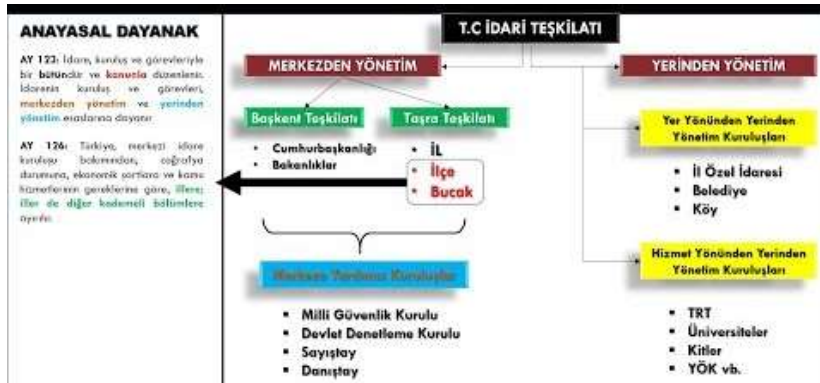 ANAYASAL DAYANAK
AY 123: İdare, kuruluş ve görevleriyle
bir bütündür ve kanunla düzenlenir.
İdarenin kuruluş ve görevleri,
merkezden yönetim ve yerinden
yönetim esaslarına dayanır
AY 126: Türkiye, merkezi idare
kuruluşu bakımından, coğrafya
durumuna, ekonomik şartlara ve kamu
hizmetlerinin gereklerine göre, illere;
iller de diğer kademeli bölümlere
ayrılır.
T.C İDARİ TEŞKİLATI
MERKEZDEN YÖNETİM
Başkent Teşkilatı
• Cumhurbaşkanlığı
• Bakanlıklar
Taşra Teşkilatı
• İL
• İlçe
• Bucak
Merkeze Yardımcı Kuruluşlar
▪ Milli Güvenlik Kurulu
▪ Devlet Denetleme Kurulu
▪ Sayıştay
▪ Danıştay
YERİNDEN YÖNETİM
Yer Yönünden Yerinden
Yönetim Kuruluşları
▪ İl Özel İdaresi
▪ Belediye
▪ Köy
Hizmet Yönünden Yerinden
Yönetim Kuruluşları
▪ TRT
▪ Üniversiteler
▪ Kitler
▪ YÖK vb.